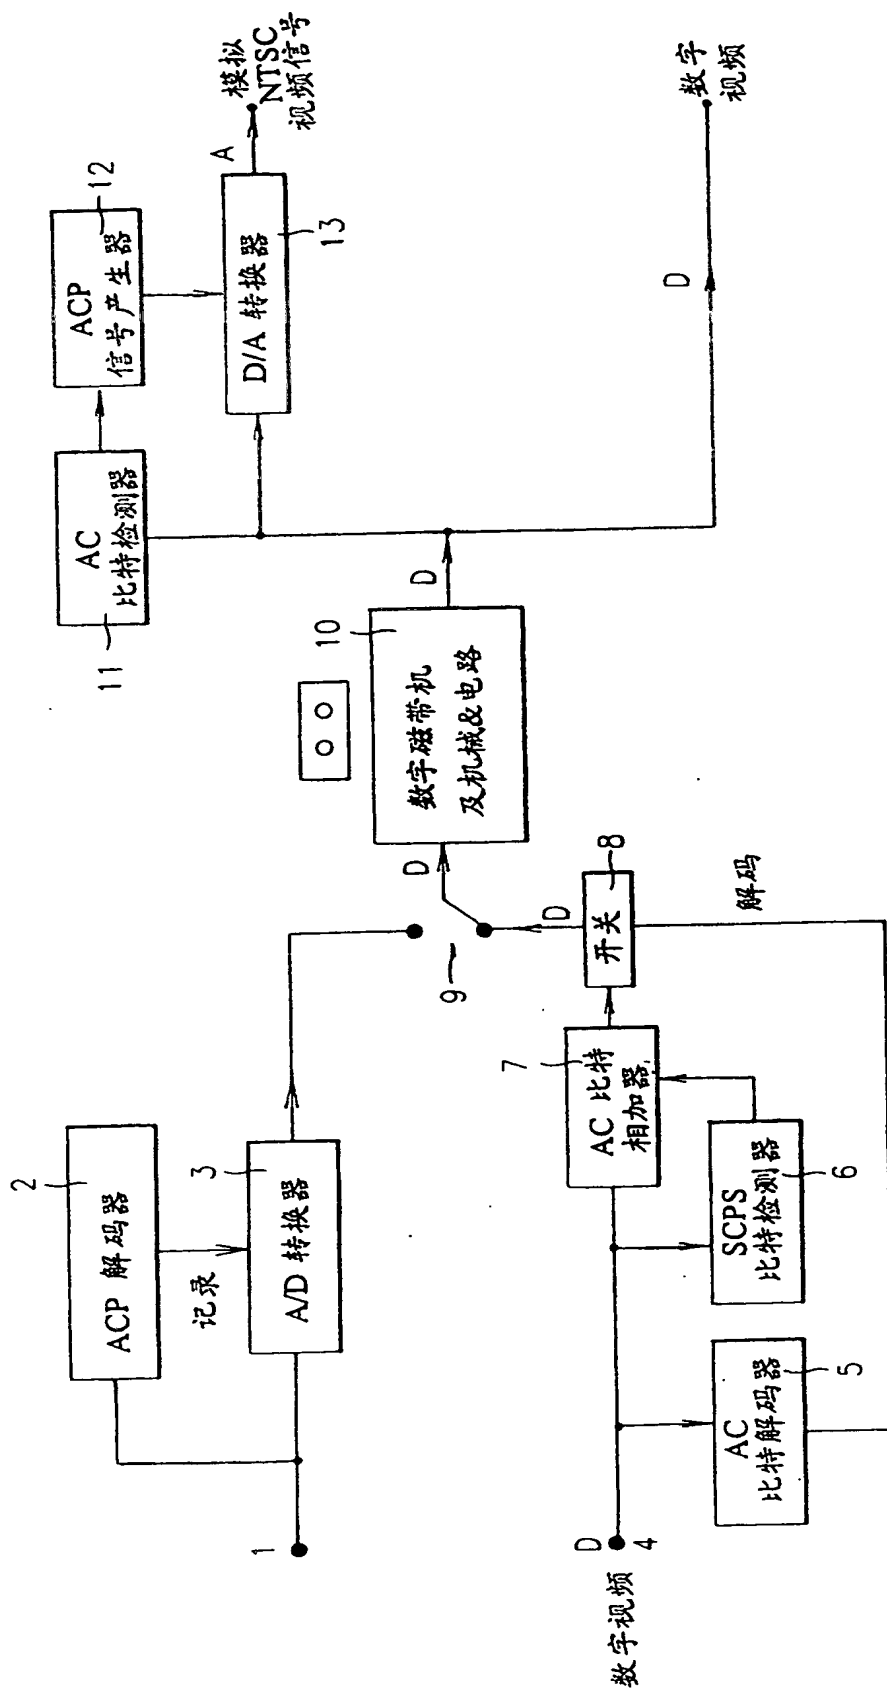 1
2
ACP 解码器
记录
3
A/D 转换器
数字视频
D
4
AC
比特解码器
5
SCPS
比特检测器
6
7
AC 比特
相加器
开关
8
D
解码
9
D
10
数字磁带机
及机械&电路
D
11
AC
比特检测器
ACP
信号产生器
12
D/A 转换器
13
A
模拟
NTSC
视频信号
D
数字
视频